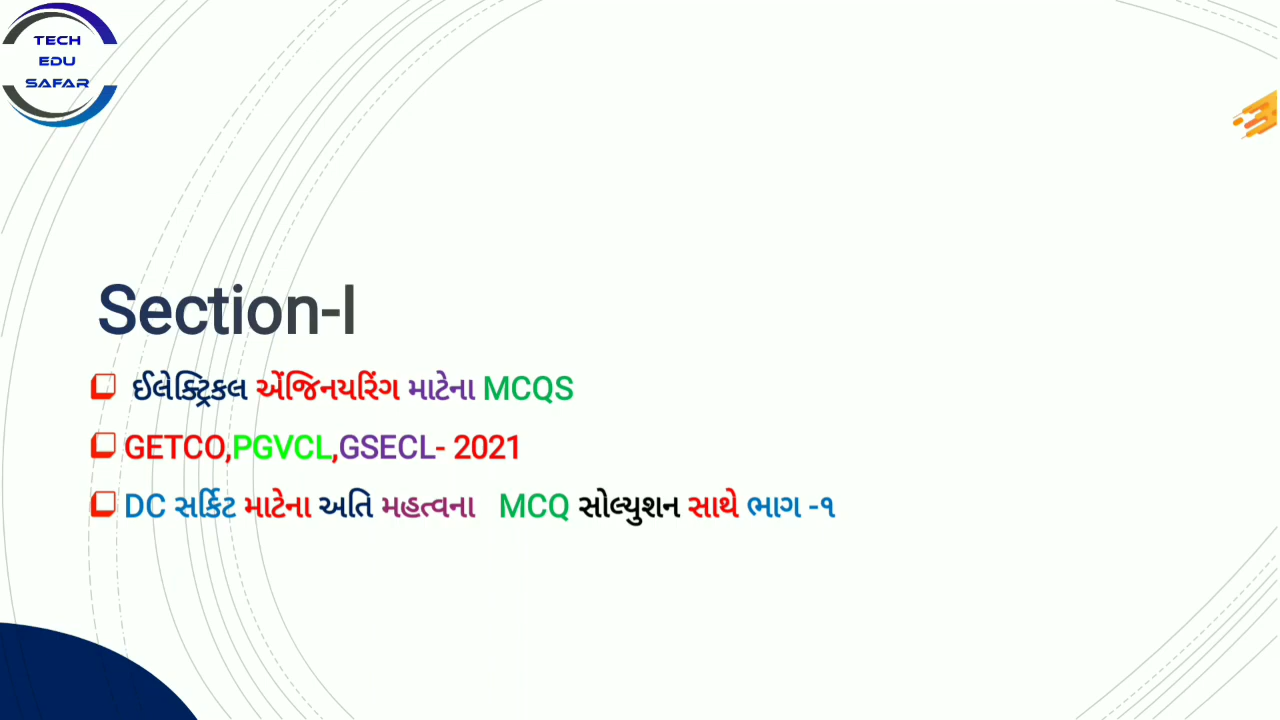 TECH
EDU
SAFAR
Section-I
ઈલેક્ટ્રિકલ એંજિનયરિંગ માટેના MCQS
GETCO,PGVCL,GSECL- 2021
DC સર્કિટ માટેના અતિ મહત્વના MCQ સોલ્યુશન સાથે ભાગ -૧